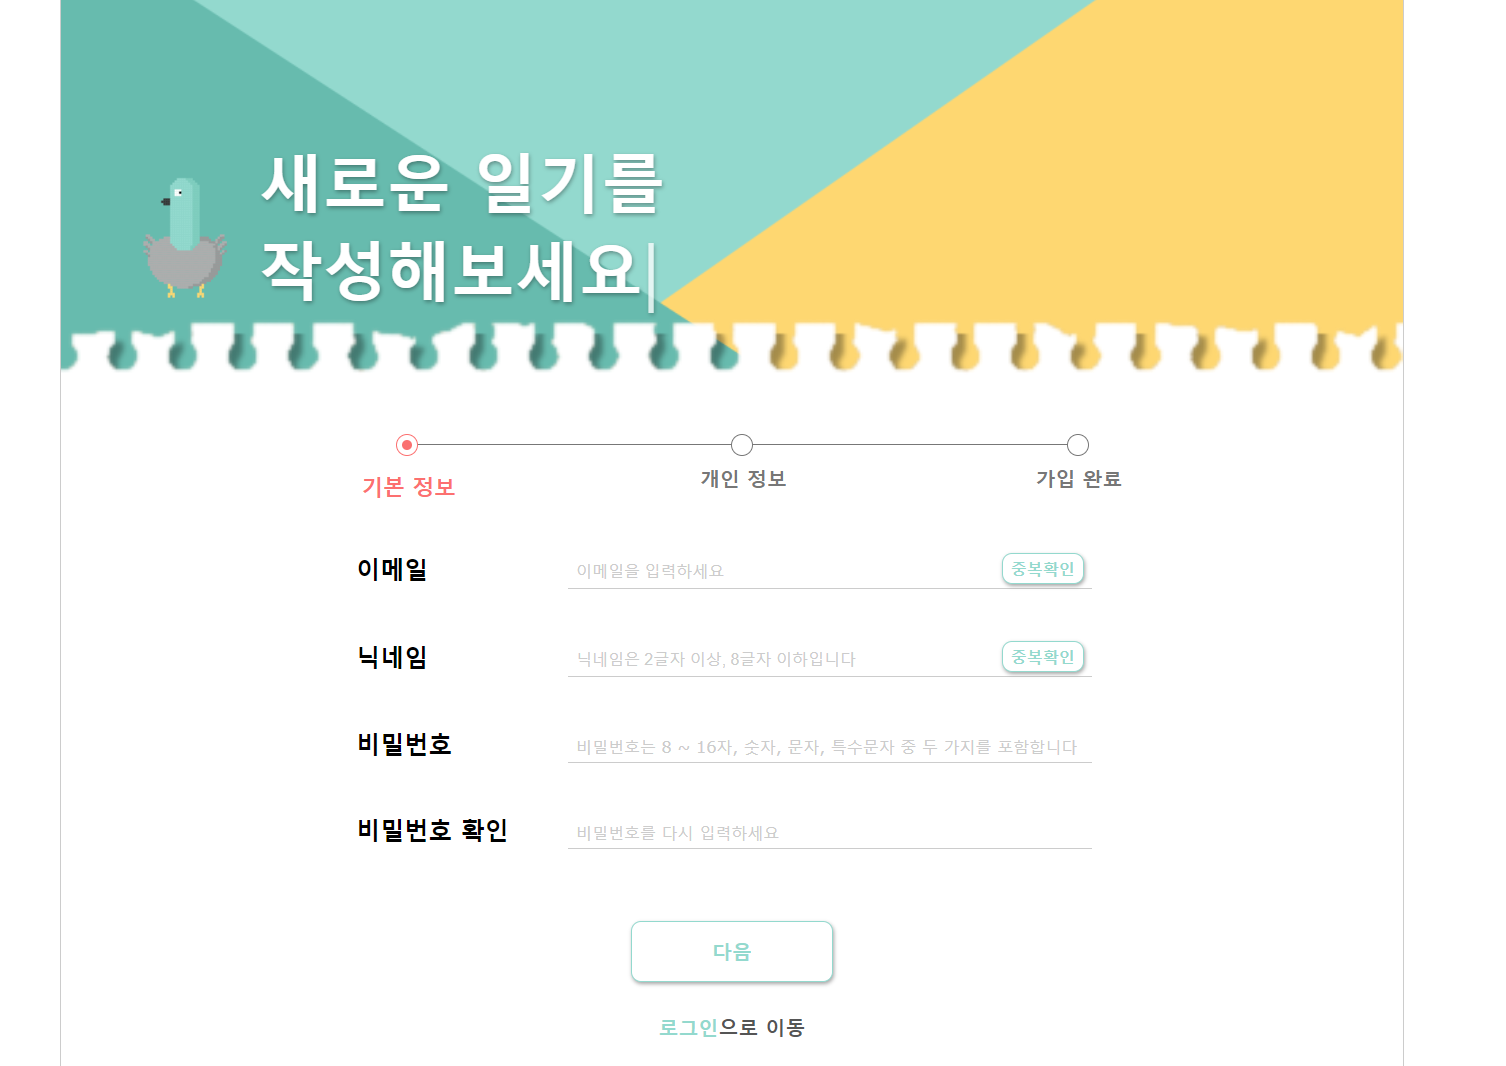 새로운 일기를
작성해보세요|
기본 정보
개인 정보
가입 완료
이메일
이메일을 입력하세요
중복확인
닉네임
닉네임은 2글자 이상, 8글자 이하입니다
중복확인
비밀번호
비밀번호는 8 ~ 16자, 숫자, 문자, 특수문자 중 두 가지를 포함합니다
비밀번호 확인
비밀번호를 다시 입력하세요
다음
로그인으로 이동